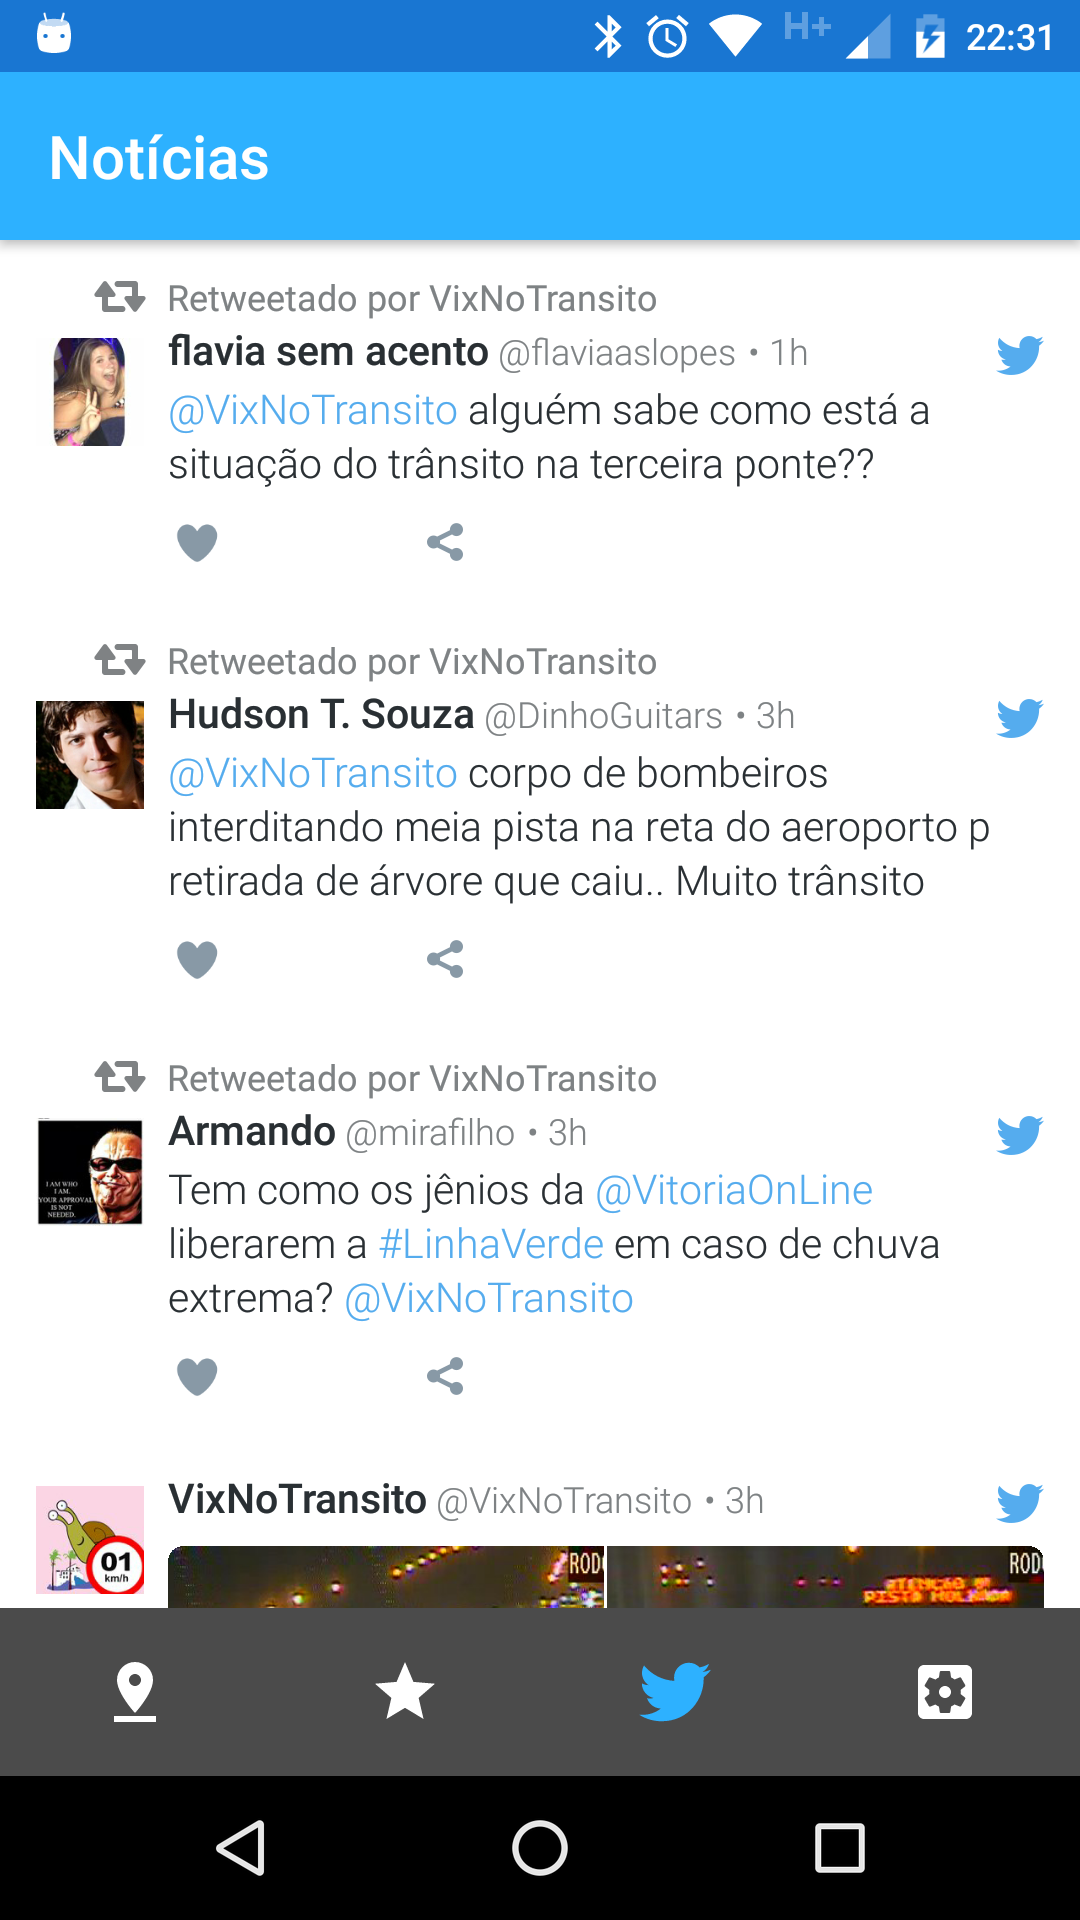 H+ 22:31
Notícias
Retweetado por VixNoTransito
flavia sem acento @flaviaaslopes • 1h
@VixNoTransito alguém sabe como está a
situação do trânsito na terceira ponte??
Retweetado por VixNoTransito
Hudson T. Souza @DinhoGuitars • 3h
@VixNoTransito corpo de bombeiros
interditando meia pista na reta do aeroporto p
retirada de árvore que caiu.. Muito trânsito
Retweetado por VixNoTransito
Armando @mirafilho • 3h
I AM WHO
I AM.
YOUR APPROVAL
IS NOT
NEEDED.
Tem como os jênios da @VitoriaOnLine
liberarem a #LinhaVerde em caso de chuva
extrema? @VixNoTransito
VixNoTransito @VixNoTransito • 3h
01
km/h
ROD
ROD
PISTA MOLHADA